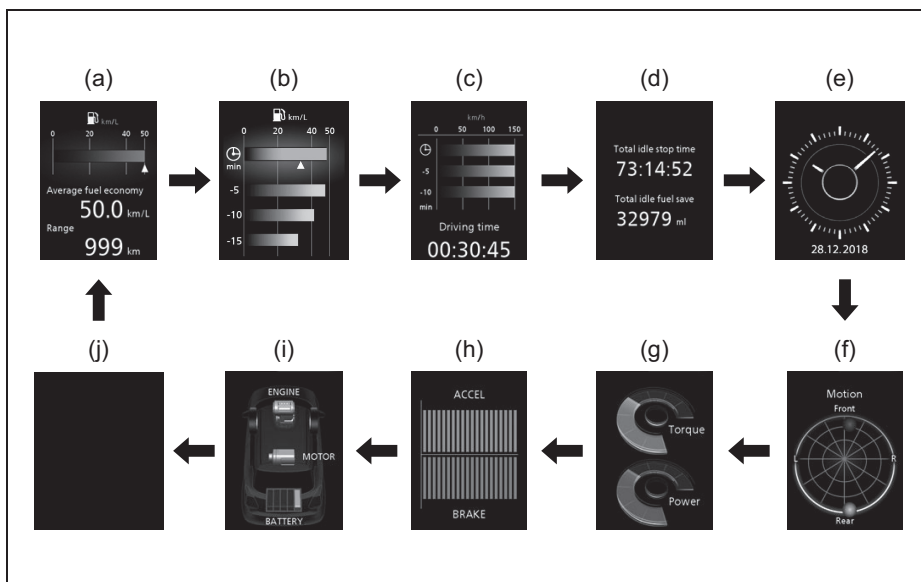 (a)
km/L
0 20 40 50
Average fuel economy
50.0 km/L
Range
999 km
(b)
km/L
0 20 40 50
min
-5
-10
-15
(c)
km/h
0 50 100 150
-5
-10
min
Driving time
00:30:45
(d)
Total idle stop time
73:14:52
Total idle fuel save
32979 ml
(e)
28.12.2018
(j)
(i)
ENGINE
MOTOR
BATTERY
(h)
ACCEL
BRAKE
(g)
Torque
Power
(f)
Motion
Front
L R
Rear